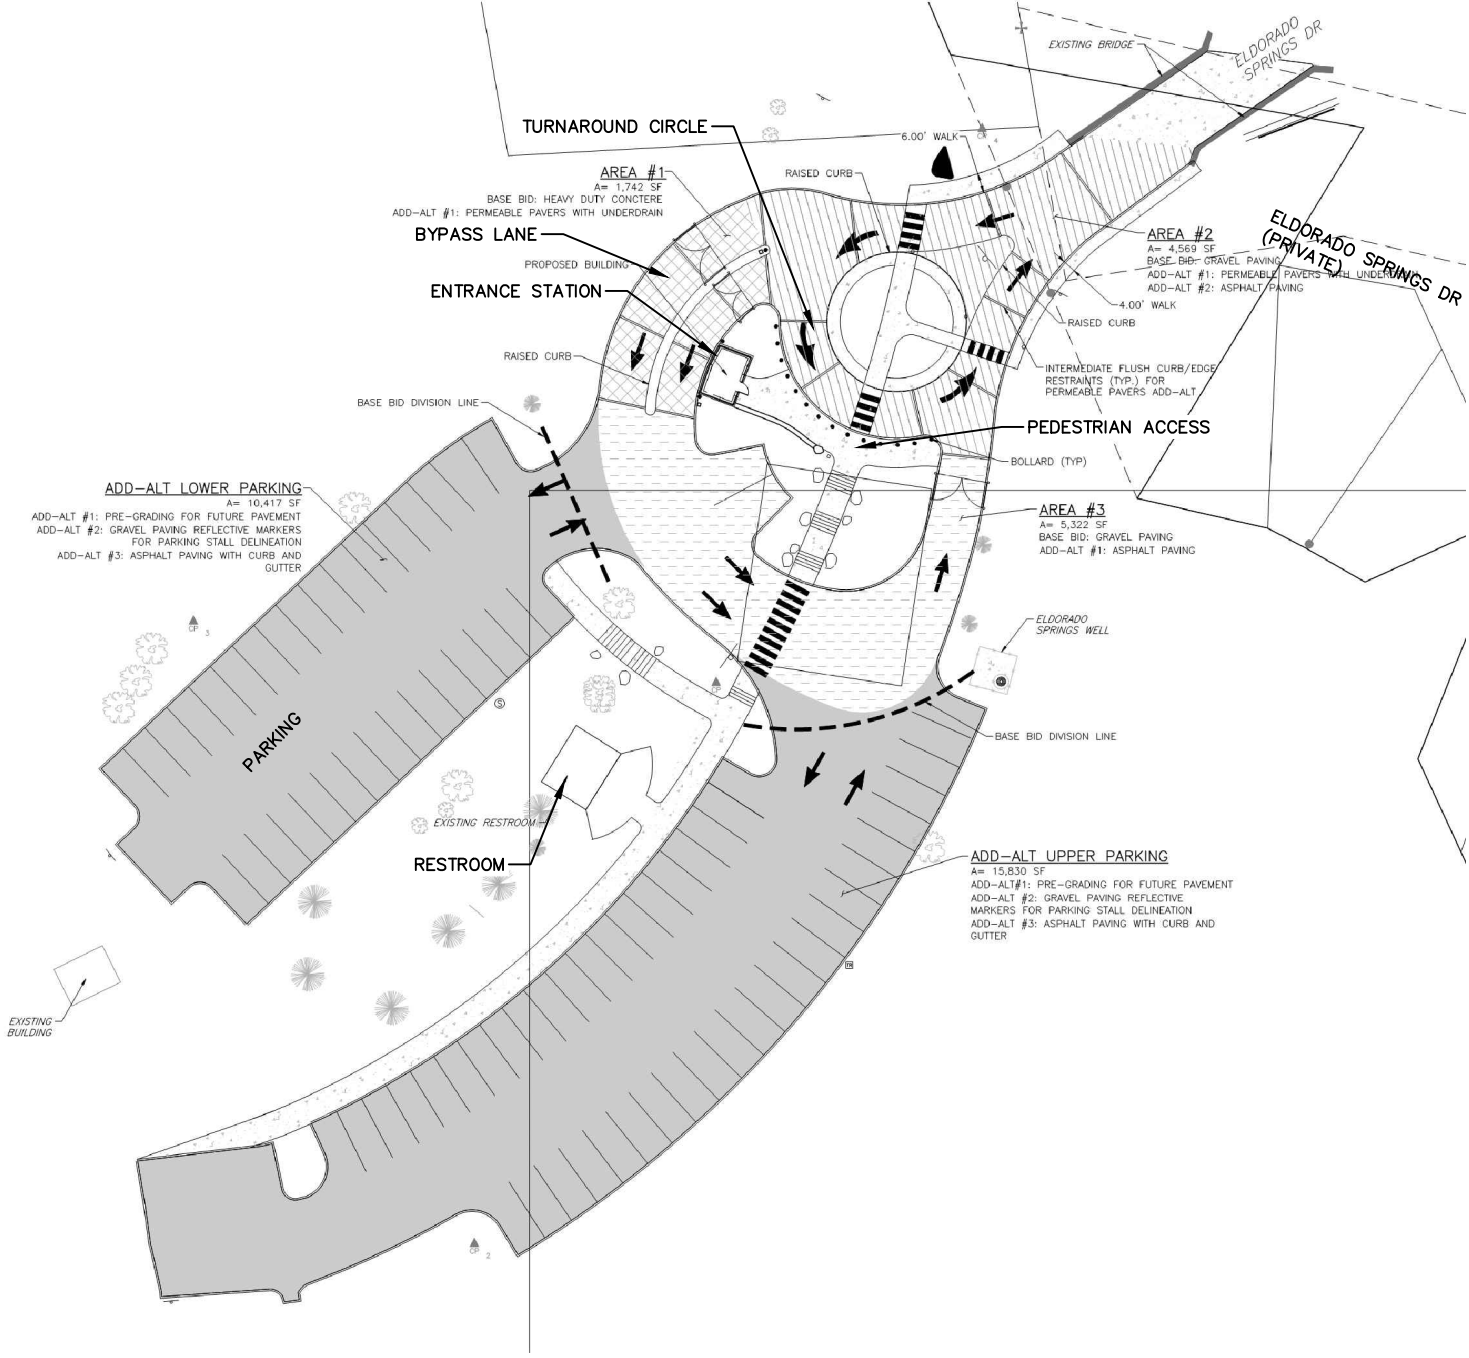 EXISTING BRIDGE
ELDORADO
SPRINGS DR
TURNAROUND CIRCLE
6.00' WALK
CP 4
AREA #1
A= 1,742 SF
BASE BID: HEAVY DUTY CONCTERE
ADD-ALT #1: PERMEABLE PAVERS WITH UNDERDRAIN
RAISED CURB
BYPASS LANE
PROPOSED BUILDING
ENTRANCE STATION
AREA #2
A= 4,569 SF
BASE BID: GRAVEL PAVING
ADD-ALT #1: PERMEABLE PAVERS WITH UNDERDRAIN
ADD-ALT #2: ASPHALT PAVING
ELDORADO SPRINGS DR
(PRIVATE)
4.00' WALK
RAISED CURB
RAISED CURB
INTERMEDIATE FLUSH CURB/EDGE
RESTRAINTS (TYP.) FOR
PERMEABLE PAVERS ADD-ALT
BASE BID DIVISION LINE
PEDESTRIAN ACCESS
BOLLARD (TYP)
ADD-ALT LOWER PARKING
A= 10,417 SF
ADD-ALT #1: PRE-GRADING FOR FUTURE PAVEMENT
ADD-ALT #2: GRAVEL PAVING REFLECTIVE MARKERS
FOR PARKING STALL DELINEATION
ADD-ALT #3: ASPHALT PAVING WITH CURB AND
GUTTER
AREA #3
A= 5,322 SF
BASE BID: GRAVEL PAVING
ADD-ALT #1: ASPHALT PAVING
CP 3
ELDORADO
SPRINGS WELL
CP
S
PARKING
BASE BID DIVISION LINE
EXISTING RESTROOM
RESTROOM
ADD-ALT UPPER PARKING
A= 15,830 SF
ADD-ALT#1: PRE-GRADING FOR FUTURE PAVEMENT
ADD-ALT #2: GRAVEL PAVING REFLECTIVE
MARKERS FOR PARKING STALL DELINEATION
ADD-ALT #3: ASPHALT PAVING WITH CURB AND
GUTTER
TR
EXISTING
BUILDING
CP 2